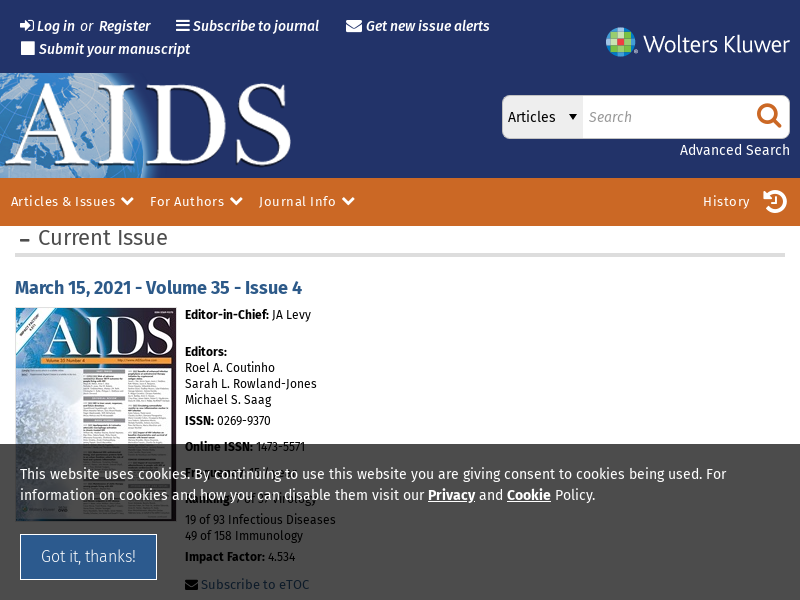 Log in or Register Subscribe to journal Get new issue alerts
Submit your manuscript
Wolters Kluwer
AIDS
Articles Search
Advanced Search
Articles & Issues For Authors Journal Info History
Current Issue
March 15, 2021 - Volume 35 - Issue 4
AIDS
Editor-in-Chief: JA Levy
Editors:
Roel A. Coutinho
Sarah L. Rowland-Jones
Michael S. Saag
ISSN: 0269-9370
Online ISSN: 1473-5571
This website uses cookies. By continuing to use this website you are giving consent to cookies being used. For
information on cookies and how you can disable them visit our Privacy and Cookie Policy.
19 of 93 Infectious Diseases
49 of 158 Immunology
Impact Factor: 4.534
Got it, thanks!
Subscribe to eTOC